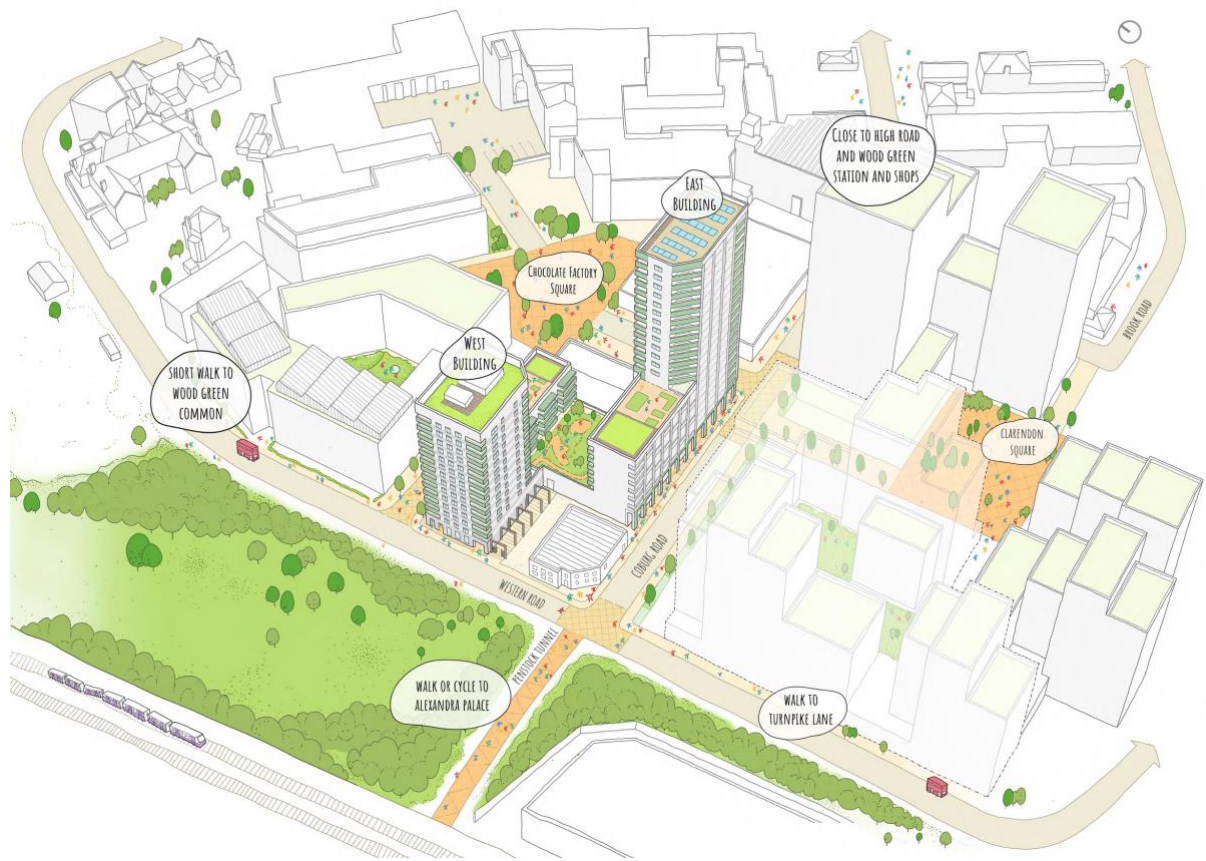 CLOSE TO HIGH ROAD
AND WOOD GREEN
STATION AND SHOPS
EAST
BUILDING
CHOCOLATE FACTORY
SQUARE
BROOK ROAD
WEST
BUILDING
SHORT WALK TO
WOOD GREEN
COMMON
CLARENDON
SQUARE
COBURG ROAD
WESTERN ROAD
PENSTOCK TUNNEL
WALK OR CYCLE TO
ALEXANDRA PALACE
WALK TO
TURNPIKE LANE